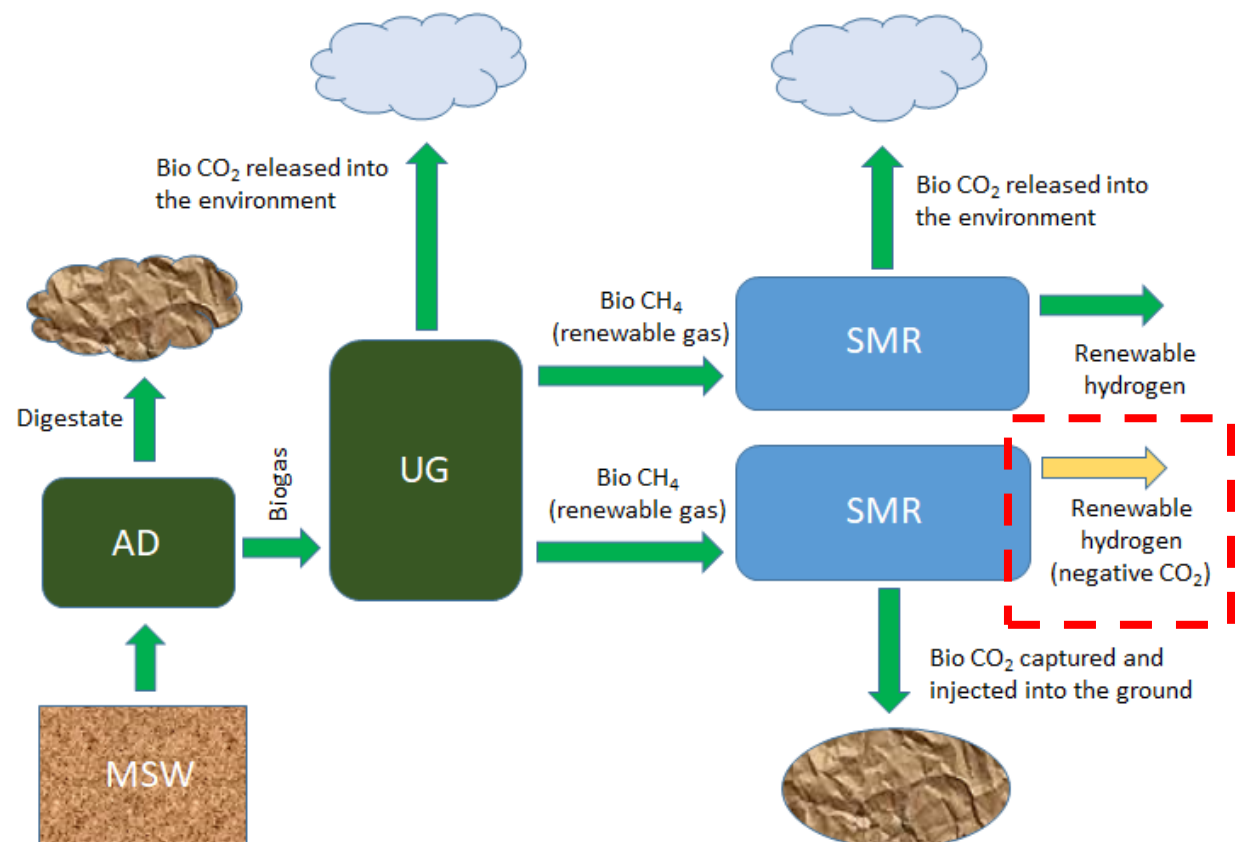 Bio CO₂ released into
the environment
Bio CO₂ released into
the environment
Digestate
Bio CH₄
(renewable gas)
SMR
Renewable
hydrogen
Biogas
UG
AD
Bio CH₄
(renewable gas)
SMR
Renewable
hydrogen
(negative CO₂)
Bio CO₂ captured and
injected into the ground
MSW